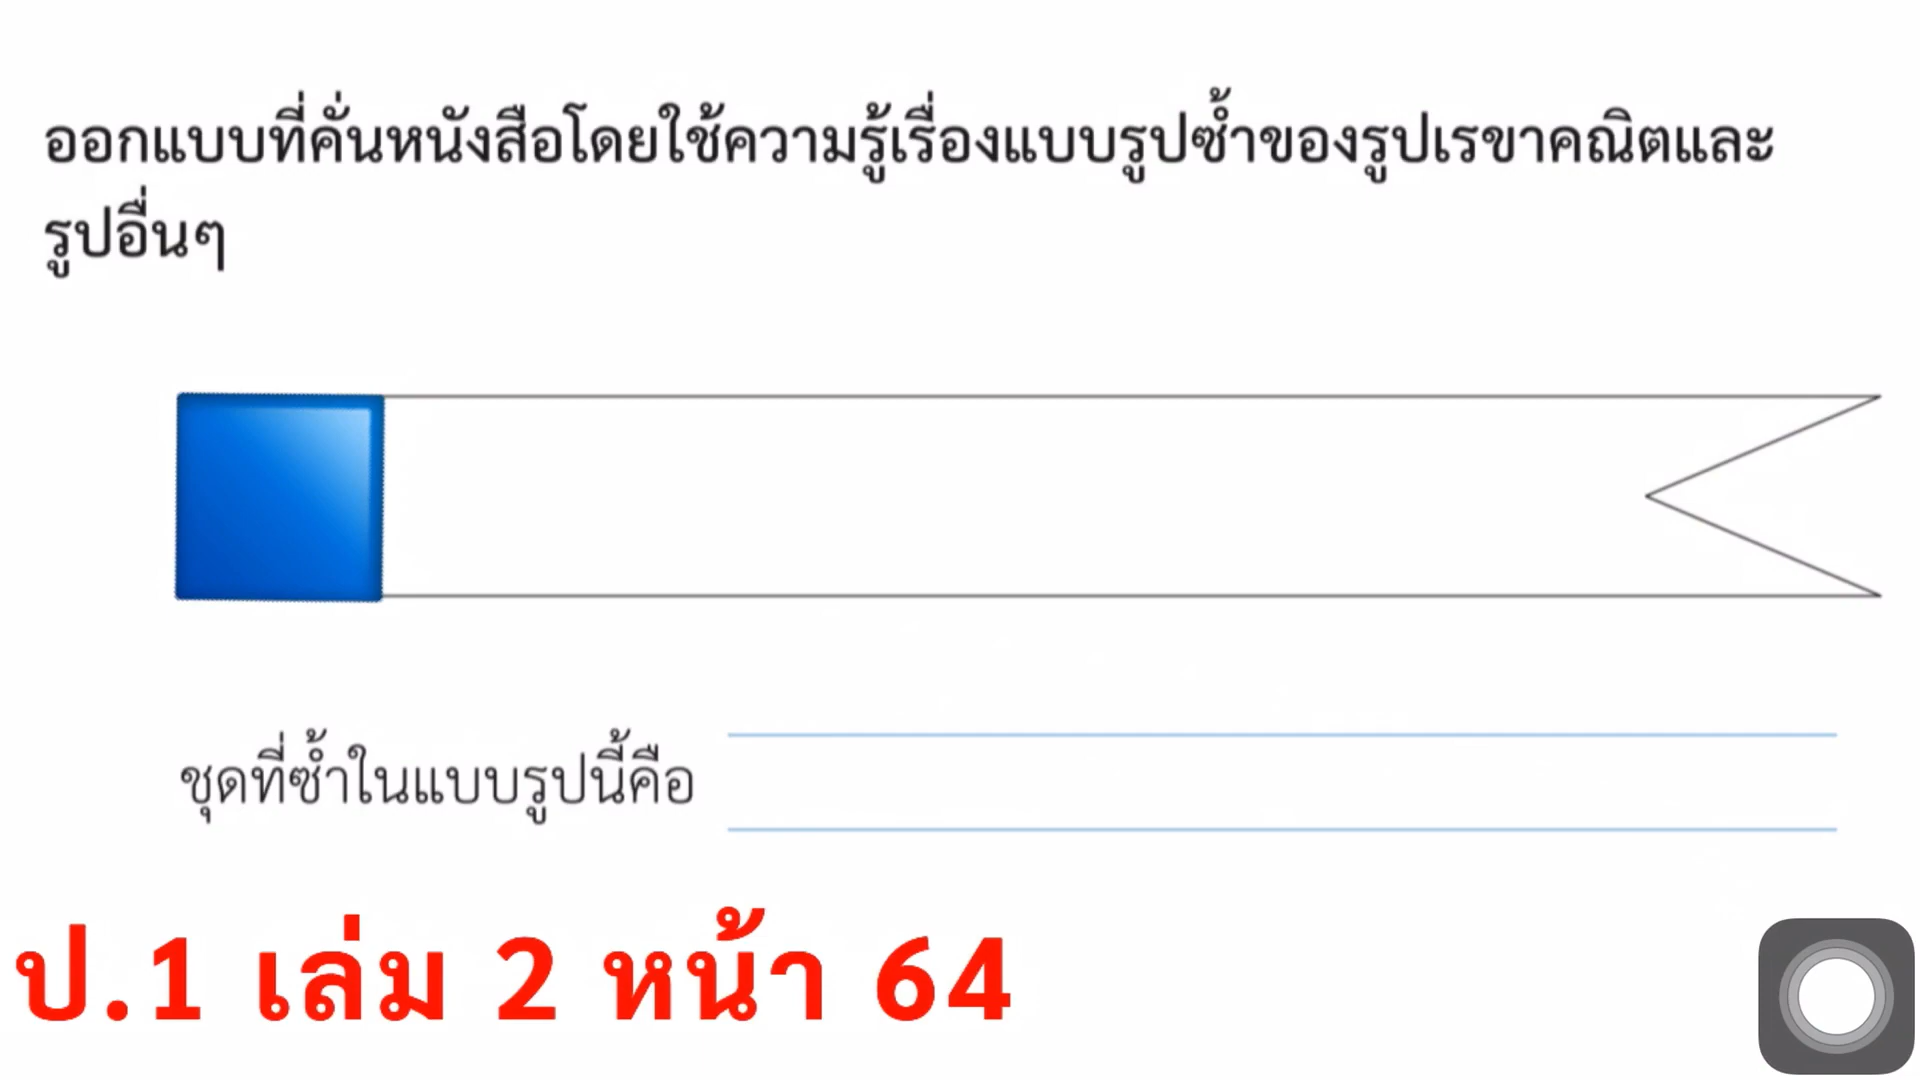 ออกแบบที่คั่นหนังสือโดยใช้ความรู้เรื่องแบบรูปซ้ำของรูปเรขาคณิตและ
รูปอื่นๆ
ชุดที่ซ้ำในแบบรูปนี้คือ
ป.1 เล่ม 2 หน้า 64